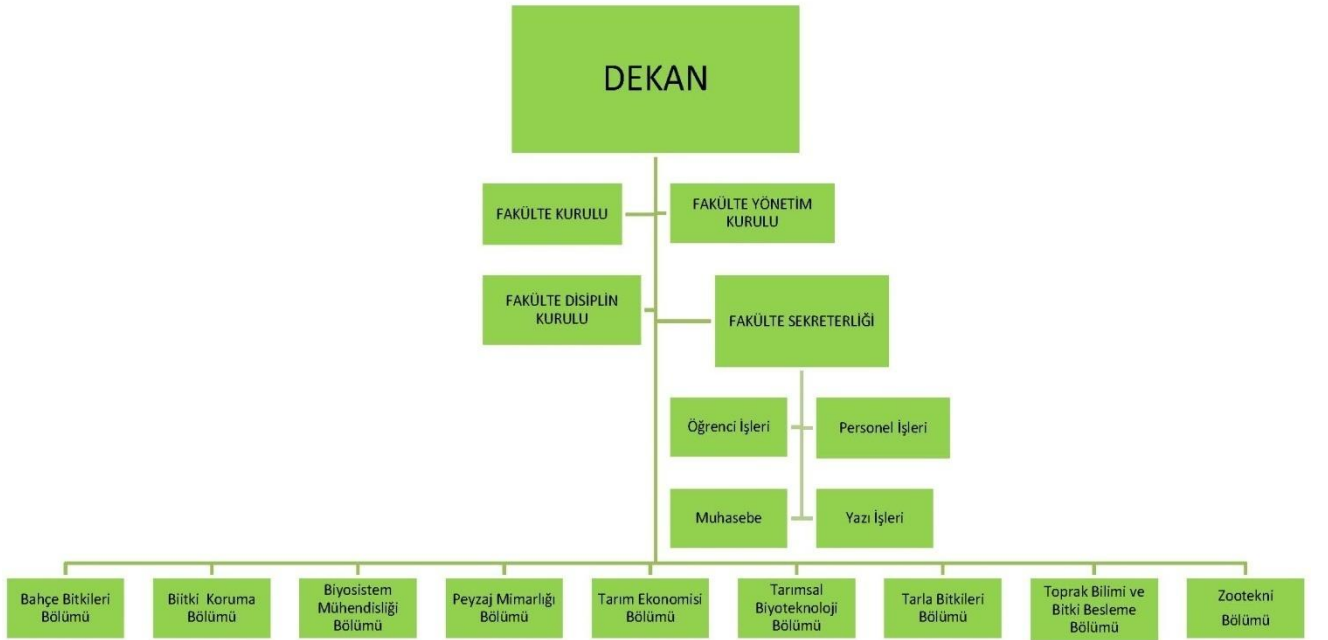 DEKAN
FAKÜLTE KURULU
FAKÜLTE YÖNETİM
KURULU
FAKÜLTE DİSİPLİN
KURULU
FAKÜLTE SEKRETERLİĞİ
Öğrenci İşleri
Personel İşleri
Muhasebe
Yazı İşleri
Bahçe Bitkileri
Bölümü
Biitki Koruma
Bölümü
Biyosistem
Mühendisliği
Bölümü
Peyzaj Mimarlığı
Bölümü
Tarım Ekonomisi
Bölümü
Tarımsal
Biyoteknoloji
Bölümü
Tarla Bitkileri
Bölümü
Toprak Bilimi ve
Bitki Besleme
Bölümü
Zootekni
Bölümü